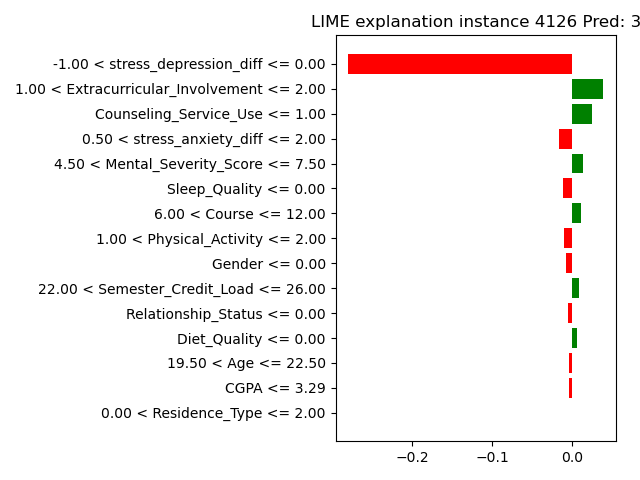 LIME explanation instance 4126 Pred: 3
-1.00 < stress_depression_diff <= 0.00
1.00 < Extracurricular_Involvement <= 2.00
Counseling_Service_Use <= 1.00
0.50 < stress_anxiety_diff <= 2.00
4.50 < Mental_Severity_Score <= 7.50
Sleep_Quality <= 0.00
6.00 < Course <= 12.00
1.00 < Physical_Activity <= 2.00
Gender <= 0.00
22.00 < Semester_Credit_Load <= 26.00
Relationship_Status <= 0.00
Diet_Quality <= 0.00
19.50 < Age <= 22.50
CGPA <= 3.29
0.00 < Residence_Type <= 2.00
−0.2 −0.1 0.0